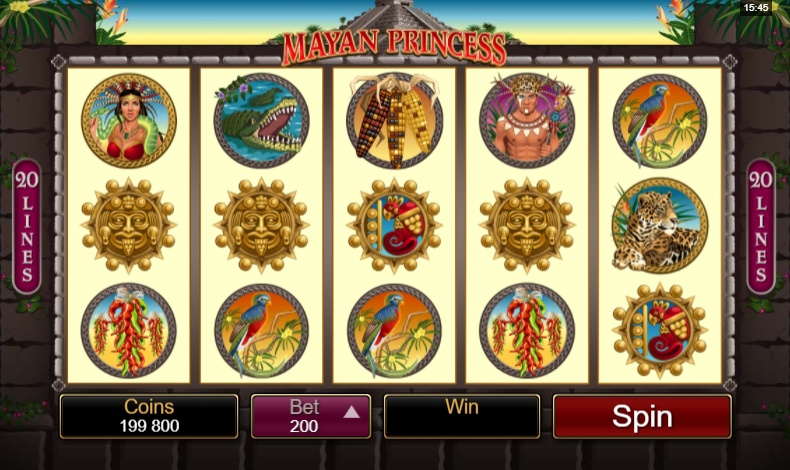 15:45
MAYAN PRINCESS
20
LINES
20
LINES
Coins
199 800
Bet
200
Win
Spin